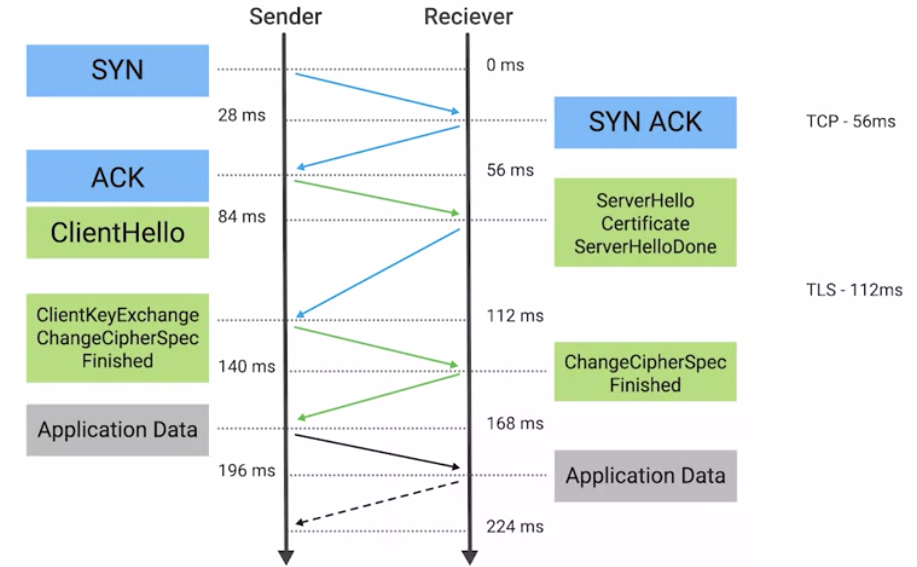 Sender Reciever
SYN
0 ms
28 ms
SYN ACK
TCP - 56ms
ACK
56 ms
ClientHello
84 ms
ServerHello
Certificate
ServerHelloDone
TLS - 112ms
ClientKeyExchange
ChangeCipherSpec
Finished
112 ms
140 ms
ChangeCipherSpec
Finished
Application Data
168 ms
196 ms
Application Data
224 ms